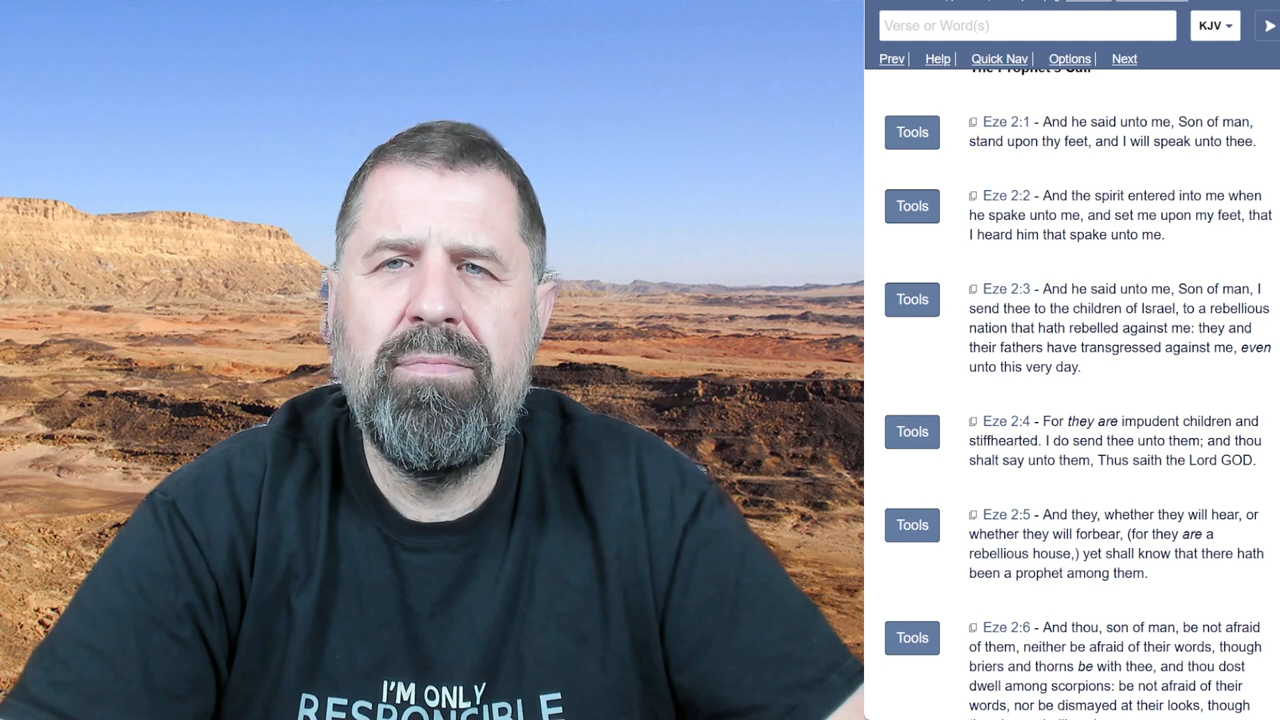 Verse or Word(s)
KJV
Prev
Help
Quick Nav
Options
Next
The Prophet's Call
Tools
Eze 2:1 - And he said unto me, Son of man,
stand upon thy feet, and I will speak unto thee.
Tools
Eze 2:2 - And the spirit entered into me when
he spake unto me, and set me upon my feet, that
I heard him that spake unto me.
Tools
Eze 2:3 - And he said unto me, Son of man, I
send thee to the children of Israel, to a rebellious
nation that hath rebelled against me: they and
their fathers have transgressed against me, even
unto this very day.
Tools
Eze 2:4 - For they are impudent children and
stiffhearted. I do send thee unto them; and thou
shalt say unto them, Thus saith the Lord GOD.
Tools
Eze 2:5 - And they, whether they will hear, or
whether they will forbear, (for they are a
rebellious house,) yet shall know that there hath
been a prophet among them.
Tools
Eze 2:6 - And thou, son of man, be not afraid
of them, neither be afraid of their words, though
briers and thorns be with thee, and thou dost
dwell among scorpions: be not afraid of their
words, nor be dismayed at their looks, though
I'M ONLY
RESPONSIBLE